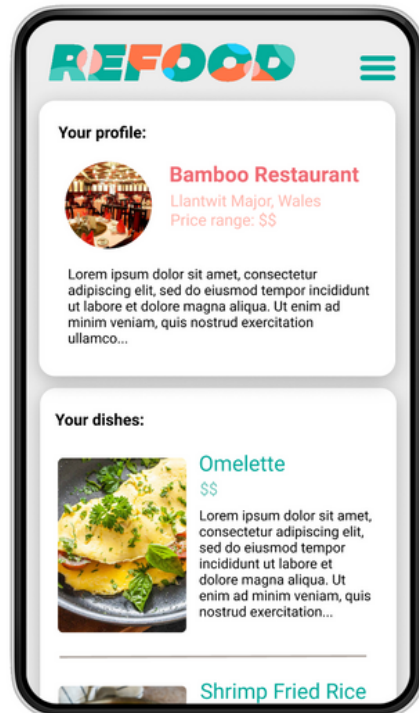 REFOOD
Your profile:
Bamboo Restaurant
Llantwit Major, Wales
Price range: $$
Lorem ipsum dolor sit amet, consectetur
adipiscing elit, sed do eiusmod tempor incididunt
ut labore et dolore magna aliqua. Ut enim ad
minim veniam, quis nostrud exercitation
ullamco...
Your dishes:
Omelette
$$
Lorem ipsum dolor sit amet,
consectetur adipiscing elit,
sed do eiusmod tempor
incididunt ut labore et
dolore magna aliqua. Ut
enim ad minim veniam, quis
nostrud exercitation...
Shrimp Fried Rice